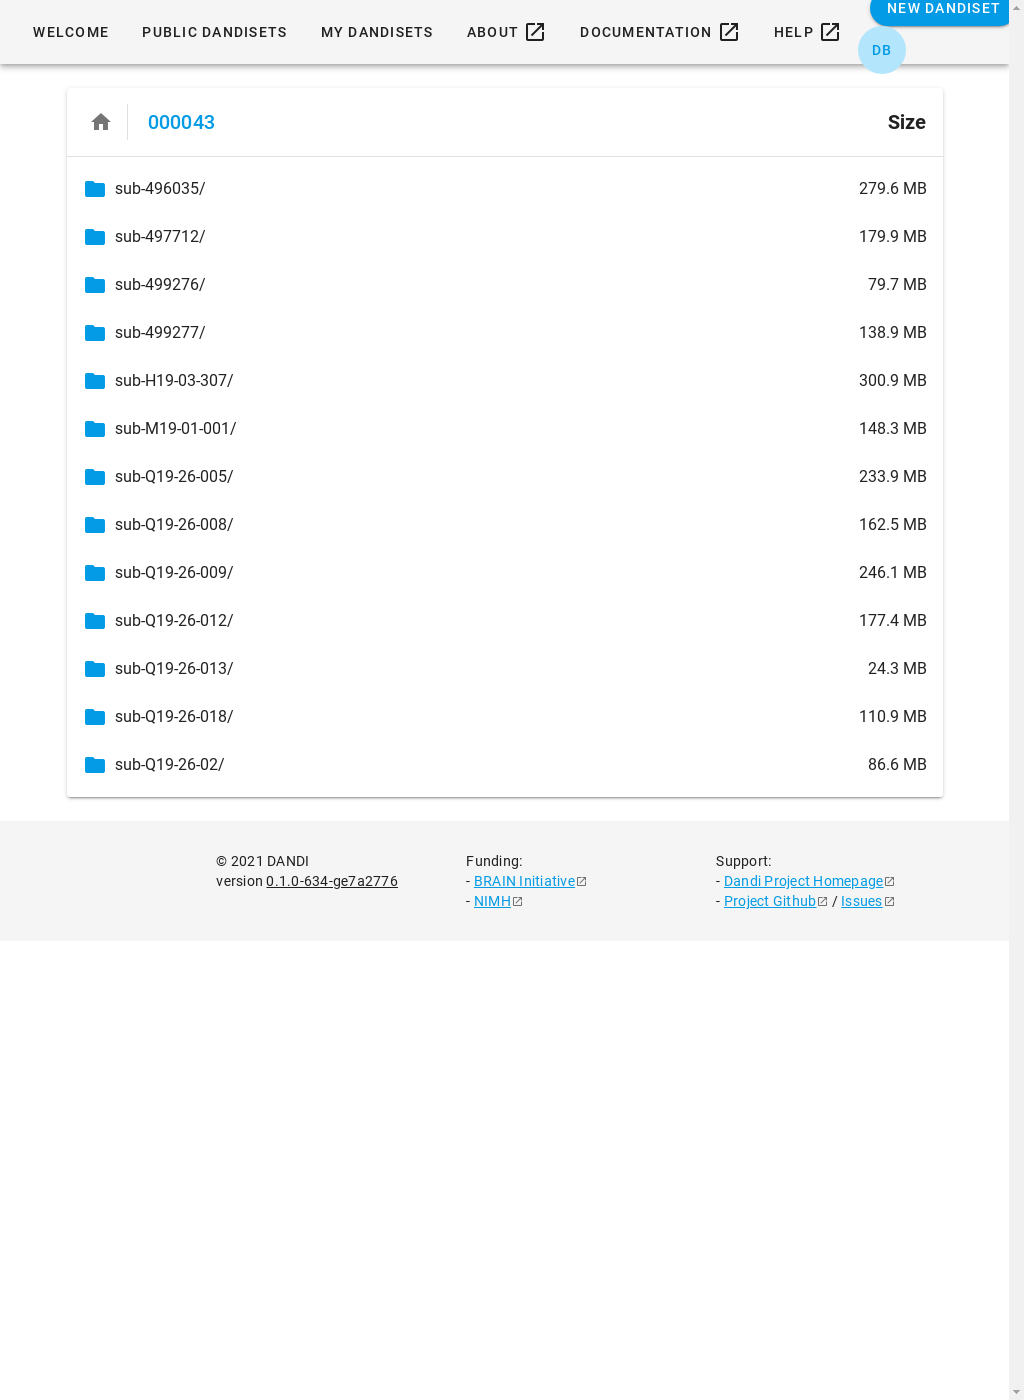 NEW DANDISET
WELCOME PUBLIC DANDISETS MY DANDISETS ABOUT DOCUMENTATION HELP
DB
000043 Size
sub-496035/ 279.6 MB
sub-497712/ 179.9 MB
sub-499276/ 79.7 MB
sub-499277/ 138.9 MB
sub-H19-03-307/ 300.9 MB
sub-M19-01-001/ 148.3 MB
sub-Q19-26-005/ 233.9 MB
sub-Q19-26-008/ 162.5 MB
sub-Q19-26-009/ 246.1 MB
sub-Q19-26-012/ 177.4 MB
sub-Q19-26-013/ 24.3 MB
sub-Q19-26-018/ 110.9 MB
sub-Q19-26-02/ 86.6 MB
© 2021 DANDI
version 0.1.0-634-ge7a2776
Funding:
- BRAIN Initiative
- NIMH
Support:
- Dandi Project Homepage
- Project Github / Issues